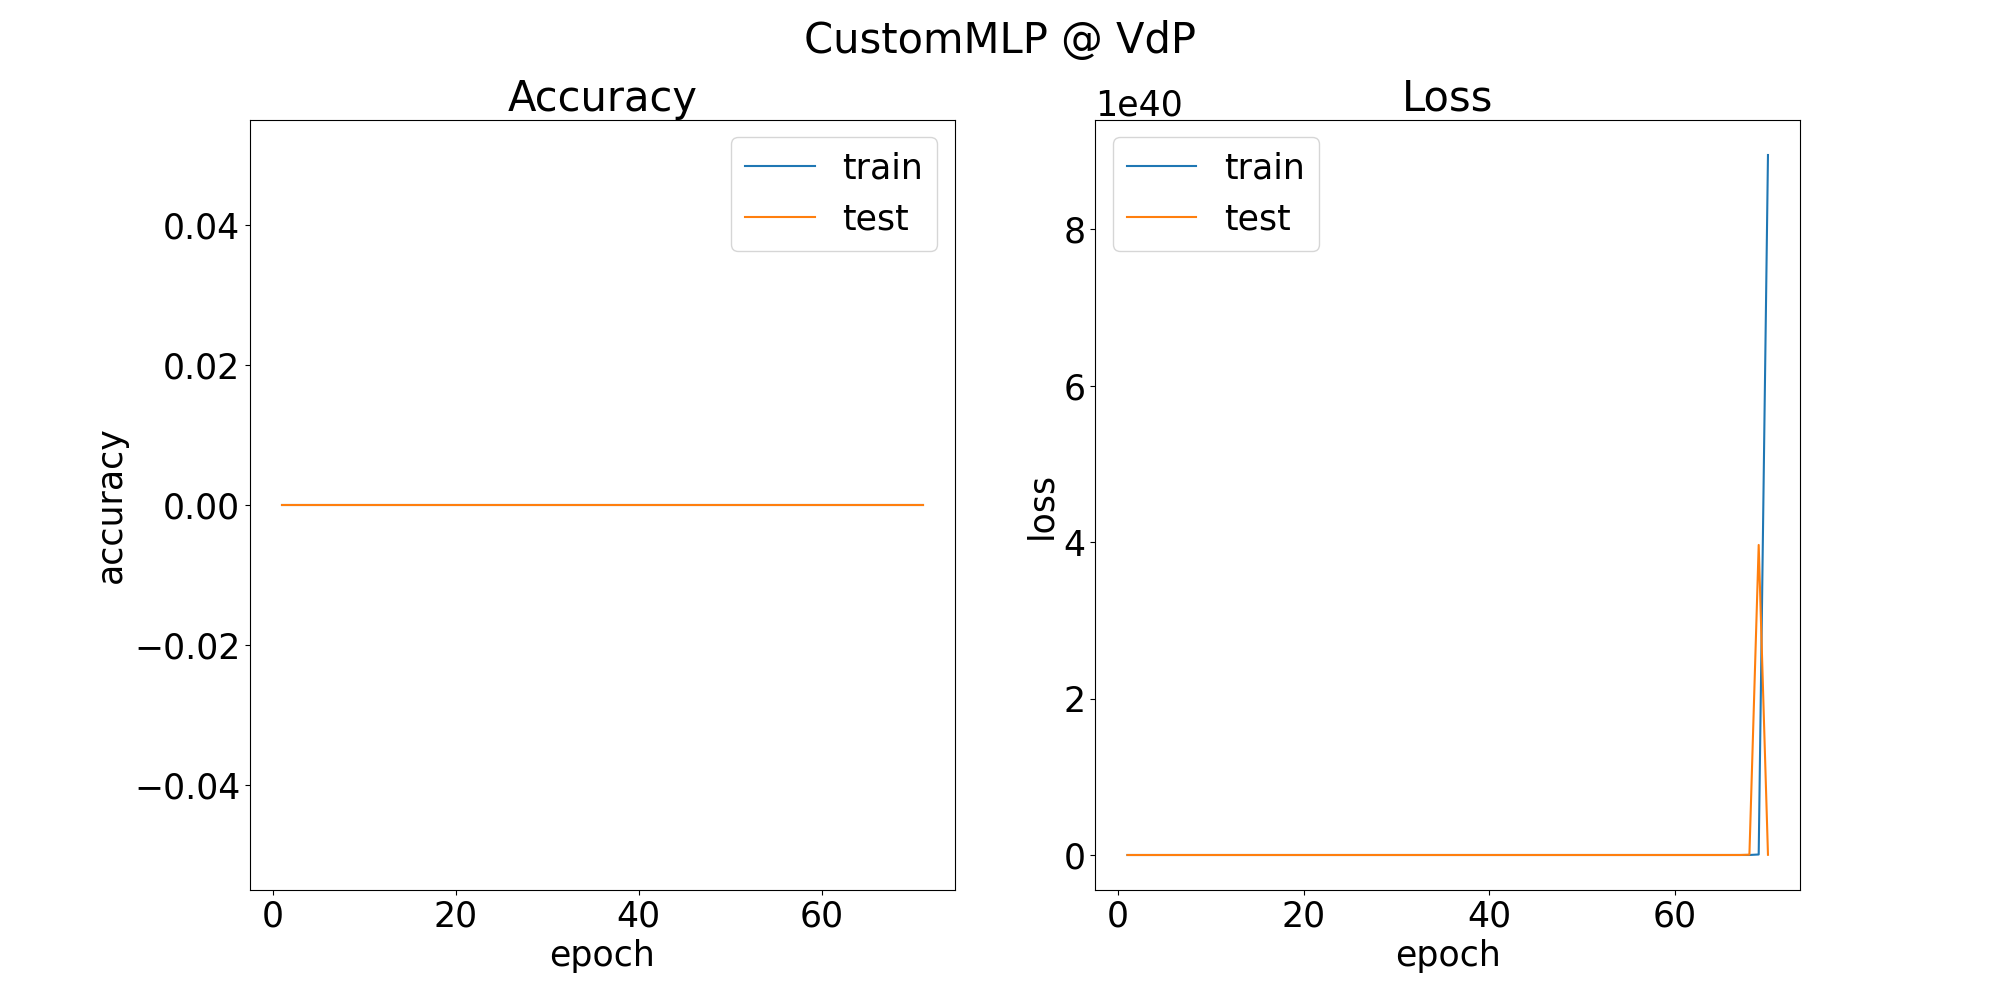 CustomMLP @ VdP
Accuracy
train
test
0.04
0.02
0.00
−0.02
−0.04
accuracy
0 20 40 60
epoch
Loss
1e40
train
test
8
6
4
2
0
loss
0 20 40 60
epoch